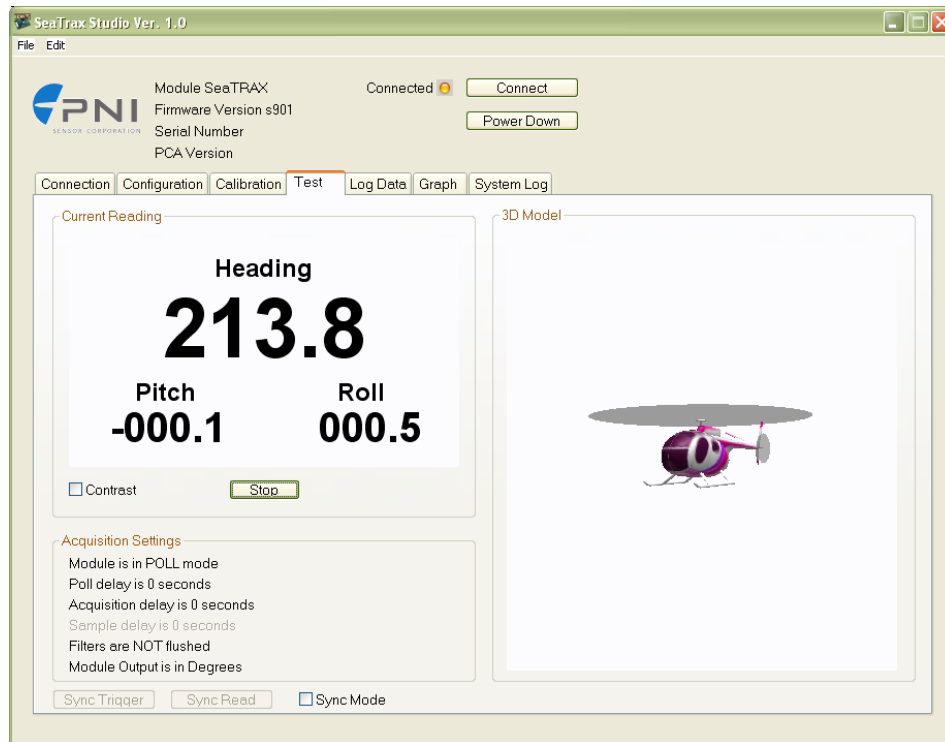 SeaTrax Studio Ver. 1.0
File Edit
PNI
SENSOR CORPORATION
Module SeaTRAX
Firmware Version s901
Serial Number
PCA Version
Connected
Connect
Power Down
Connection Configuration Calibration Test Log Data Graph System Log
Current Reading
Heading
213.8
Pitch Roll
-000.1 000.5
Contrast Stop
Acquisition Settings
Module is in POLL mode
Poll delay is 0 seconds
Acquisition delay is 0 seconds
Sample delay is 0 seconds
Filters are NOT flushed
Module Output is in Degrees
Sync Trigger Sync Read Sync Mode
3D Model